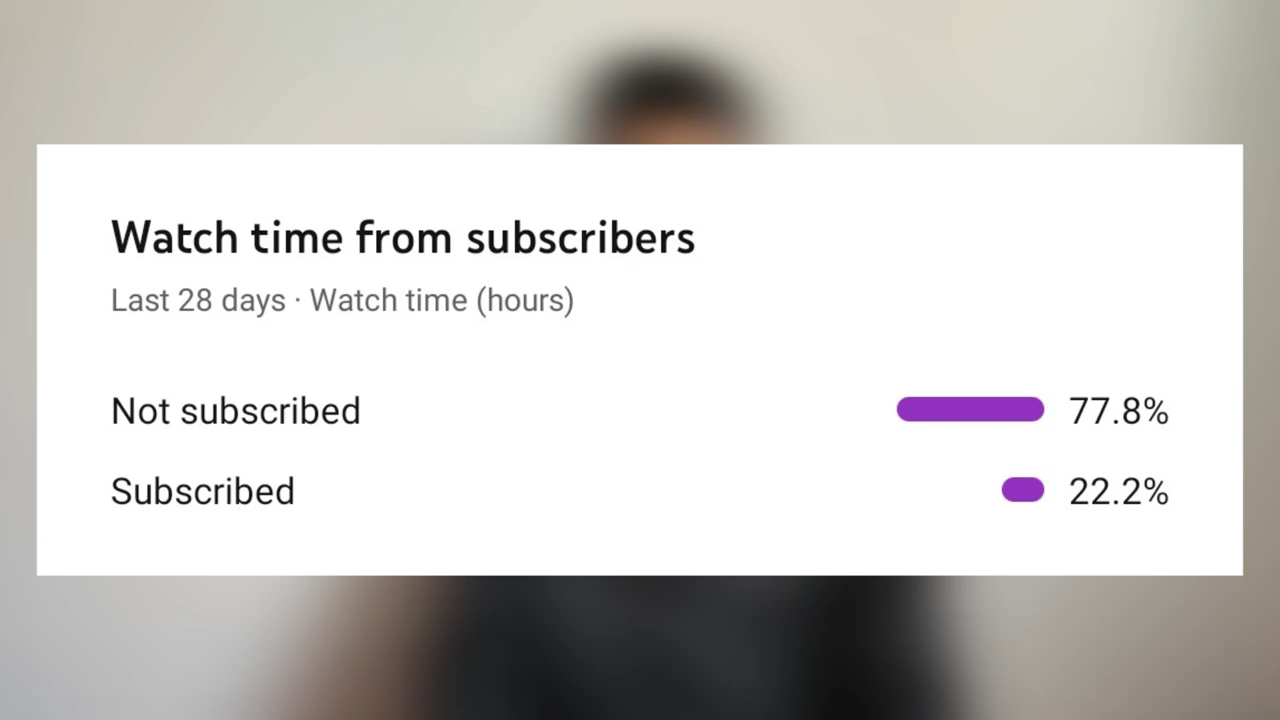 Watch time from subscribers
Last 28 days · Watch time (hours)
Not subscribed 77.8%
Subscribed 22.2%